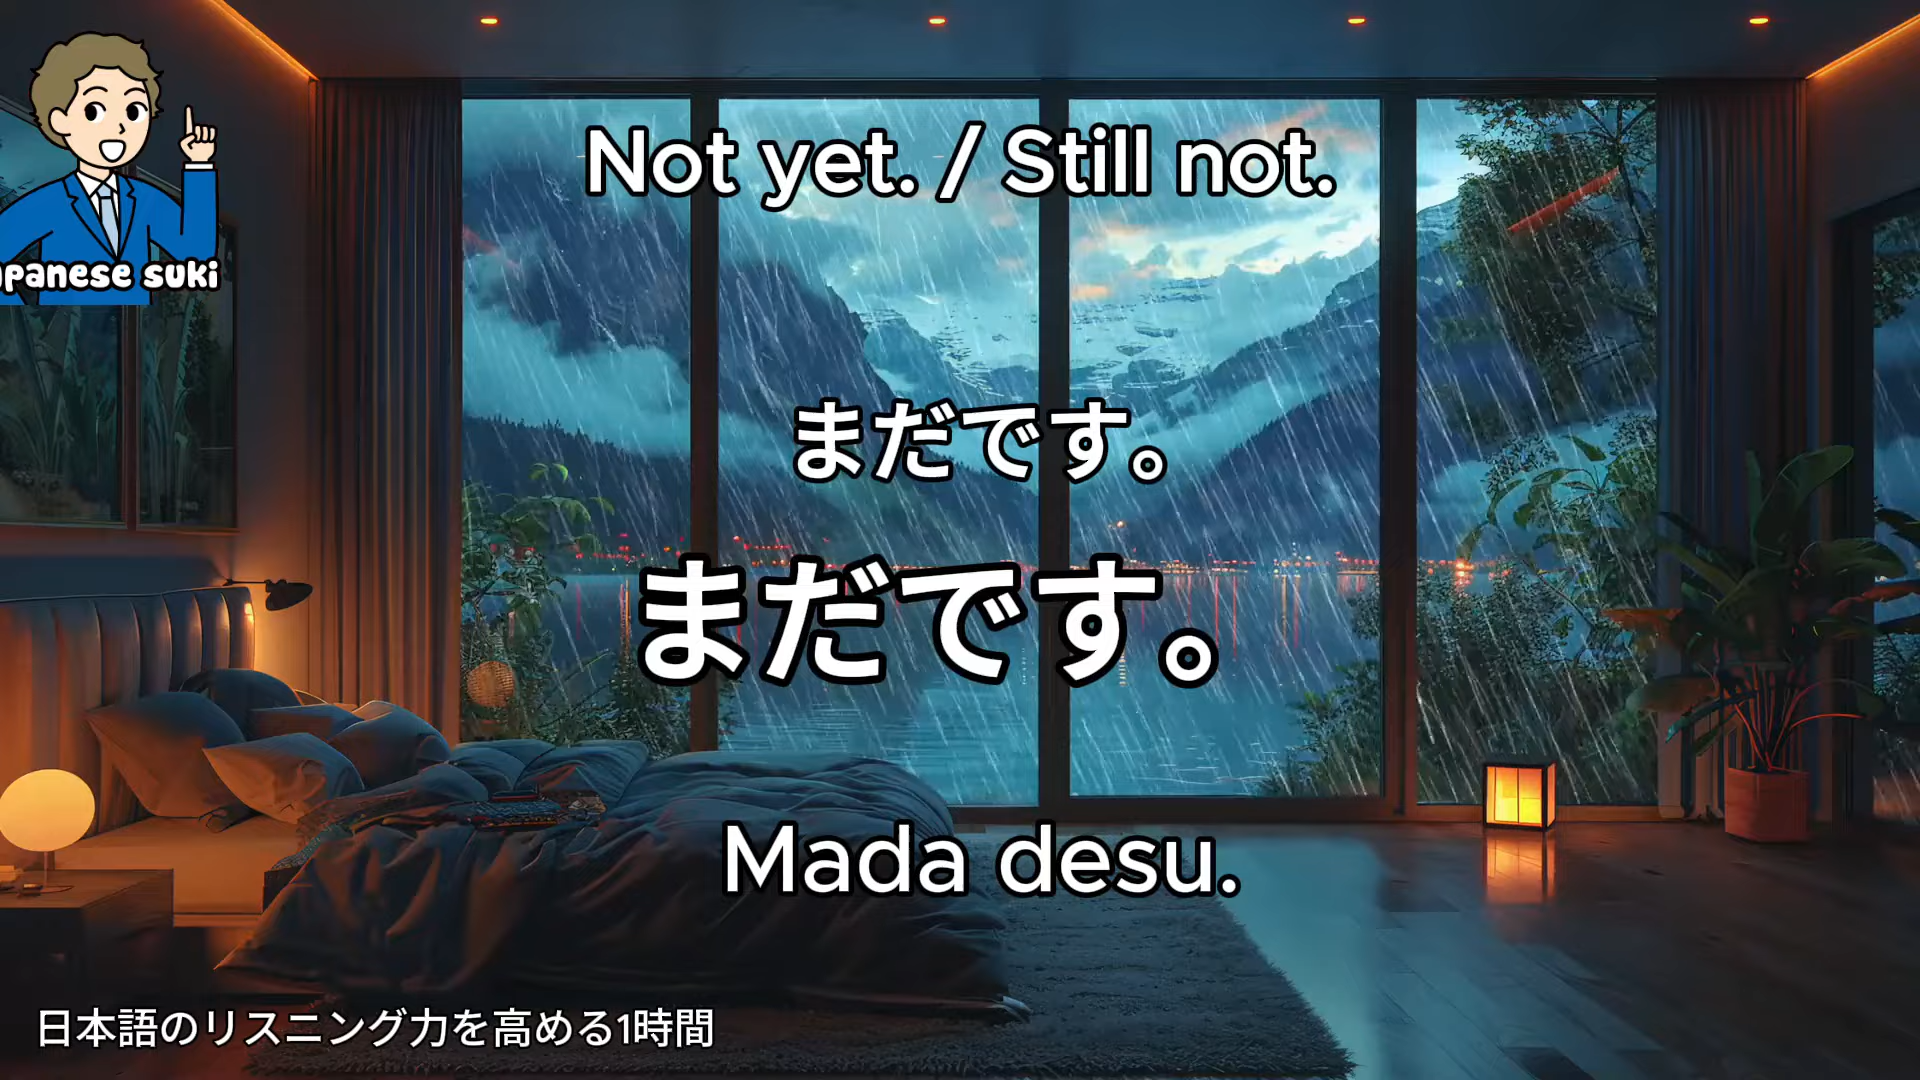 Not yet. / Still not.
apanese suki
まだです。
まだです。
Mada desu.
日本語のリスニング力を高める1時間